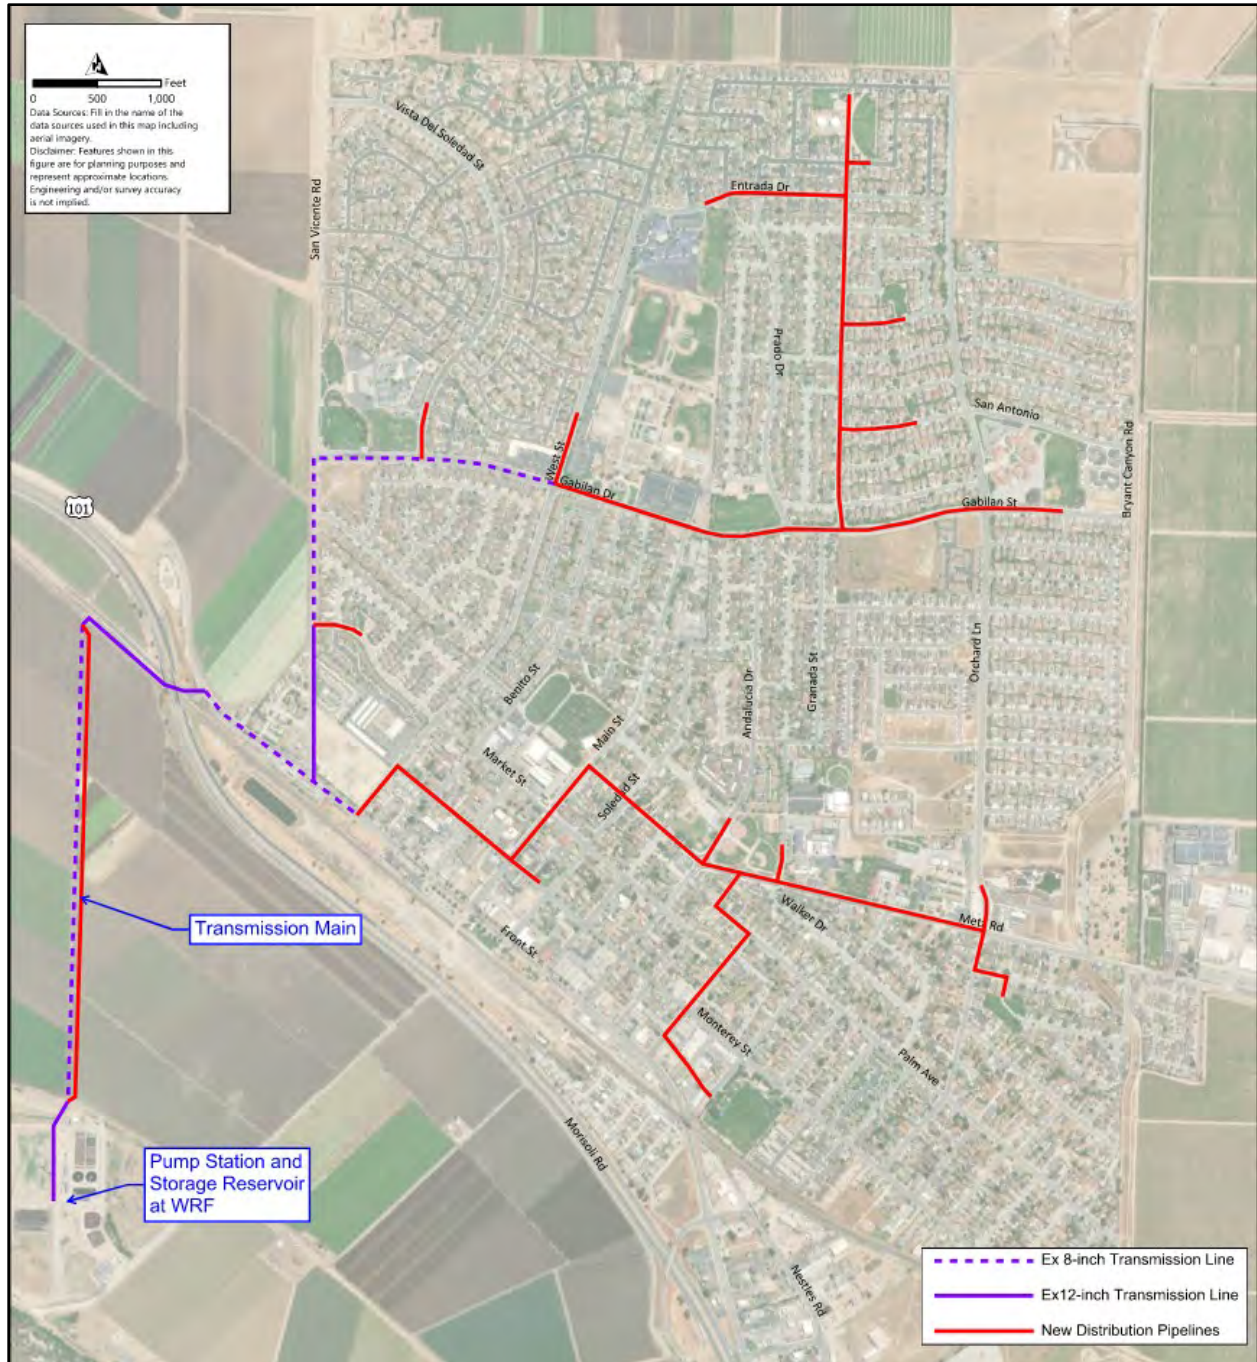 Feet
0 500 1,000
Data Sources: Fill in the name of the
data sources used in this map including
aerial imagery.
Disclaimer: Features shown in this
figure are for planning purposes and
represent approximate locations.
Engineering and/or survey accuracy
is not implied.
Vista Del Soledad St
San Vicente Rd
Entrada Dr
Prado Dr
San Antonio
Bryant Canyon Rd
West St
Gabilan Dr
Gabilan St
101
Orchard Ln
Benito St
Andalucia Dr
Granada St
Main St
Market St
Soledad St
Transmission Main
Front St
Walket Dr
Metz Rd
Monterey St
Palm Ave
Morisoli Rd
Pump Station and
Storage Reservoir
at WRF
Nestles Rd
Ex 8-inch Transmission Line
Ex12-inch Transmission Line
New Distribution Pipelines